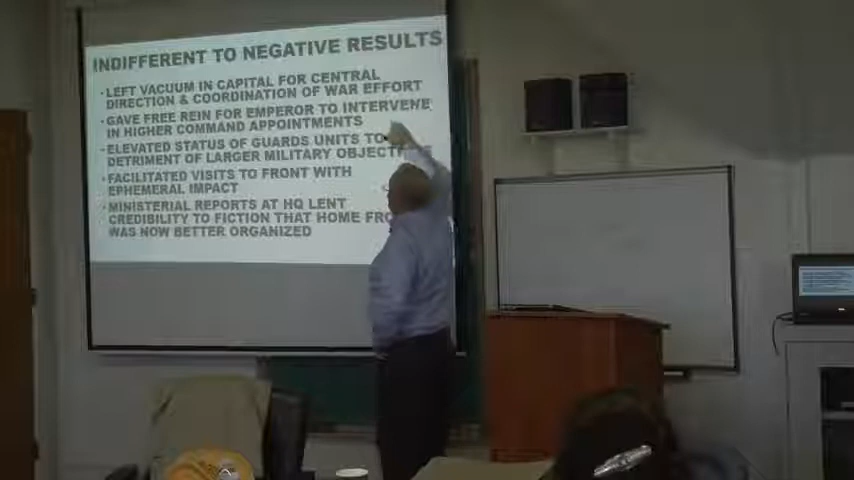 INDIFFERENT TO NEGATIVE RESULTS
• LEFT VACUUM IN CAPITAL FOR CENTRAL
DIRECTION & COORDINATION OF WAR EFFORT
• GAVE FREE REIN FOR EMPEROR TO INTERVENE
IN HIGHER COMMAND APPOINTMENTS
• ELEVATED STATUS OF GUARDS UNITS TO
DETRIMENT OF LARGER MILITARY
• FACILITATED VISITS TO FRONT WITH
EPHEMERAL IMPACT
• MINISTERIAL REPORTS AT HQ LENT
CREDIBILITY TO FICTION THAT HOME
WAS NOW BETTER ORGANIZED